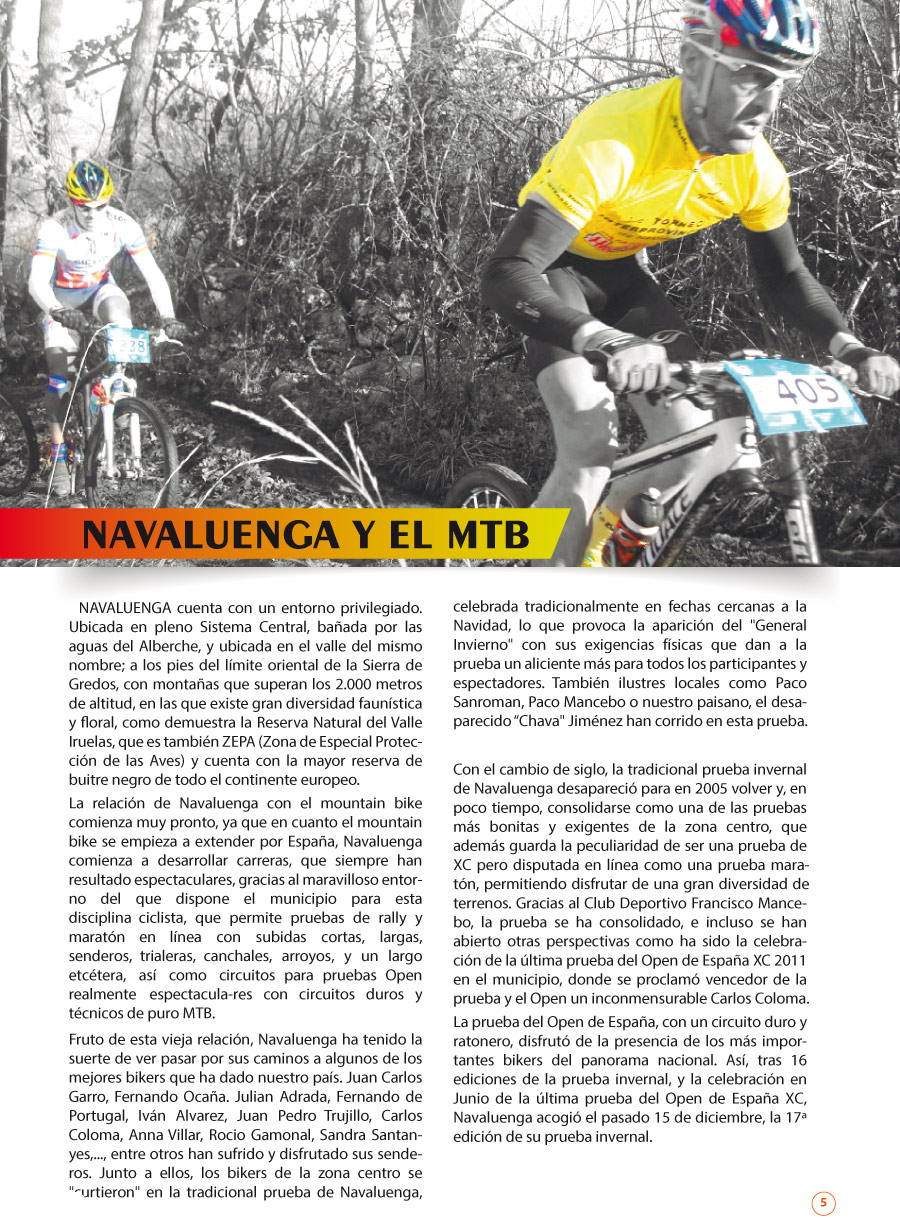 TORNEO
INTERPROVIN
338
405
NAVALUENGA Y EL MTB
NAVALUENGA cuenta con un entorno privilegiado.
Ubicada en pleno Sistema Central, bañada por las
aguas del Alberche, y ubicada en el valle del mismo
nombre; a los pies del límite oriental de la Sierra de
Gredos, con montañas que superan los 2.000 metros
de altitud, en las que existe gran diversidad faunística
y floral, como demuestra la Reserva Natural del Valle
Iruelas, que es también ZEPA (Zona de Especial Protec-
ción de las Aves) y cuenta con la mayor reserva de
buitre negro de todo el continente europeo.
La relación de Navaluenga con el mountain bike
comienza muy pronto, ya que en cuanto el mountain
bike se empieza a extender por España, Navaluenga
comienza a desarrollar carreras, que siempre han
resultado espectaculares, gracias al maravilloso entor-
no del que dispone el municipio para esta
disciplina ciclista, que permite pruebas de rally y
maratón en línea con subidas cortas, largas,
senderos, trialeras, canchales, arroyos, y un largo
etcétera, así como circuitos para pruebas Open
realmente espectacula-res con circuitos duros y
técnicos de puro MTB.
Fruto de esta vieja relación, Navaluenga ha tenido la
suerte de ver pasar por sus caminos a algunos de los
mejores bikers que ha dado nuestro país. Juan Carlos
Garro, Fernando Ocaña. Julian Adrada, Fernando de
Portugal, Iván Alvarez, Juan Pedro Trujillo, Carlos
Coloma, Anna Villar, Rocio Gamonal, Sandra Santan-
yes,..., entre otros han sufrido y disfrutado sus sende-
ros. Junto a ellos, los bikers de la zona centro se
"curtieron" en la tradicional prueba de Navaluenga,
celebrada tradicionalmente en fechas cercanas a la
Navidad, lo que provoca la aparición del "General
Invierno" con sus exigencias físicas que dan a la
prueba un aliciente más para todos los participantes y
espectadores. También ilustres locales como Paco
Sanroman, Paco Mancebo o nuestro paisano, el desa-
parecido “Chava" Jiménez han corrido en esta prueba.
Con el cambio de siglo, la tradicional prueba invernal
de Navaluenga desapareció para en 2005 volver y, en
poco tiempo, consolidarse como una de las pruebas
más bonitas y exigentes de la zona centro, que
además guarda la peculiaridad de ser una prueba de
XC pero disputada en línea como una prueba mara-
tón, permitiendo disfrutar de una gran diversidad de
terrenos. Gracias al Club Deportivo Francisco Mance-
bo, la prueba se ha consolidado, e incluso se han
abierto otras perspectivas como ha sido la celebra-
ción de la última prueba del Open de España XC 2011
en el municipio, donde se proclamó vencedor de la
prueba y el Open un inconmensurable Carlos Coloma.
La prueba del Open de España, con un circuito duro y
ratonero, disfrutó de la presencia de los más impor-
tantes bikers del panorama nacional. Así, tras 16
ediciones de la prueba invernal, y la celebración en
Junio de la última prueba del Open de España XC,
Navaluenga acogió el pasado 15 de diciembre, la 17ª
edición de su prueba invernal.
5